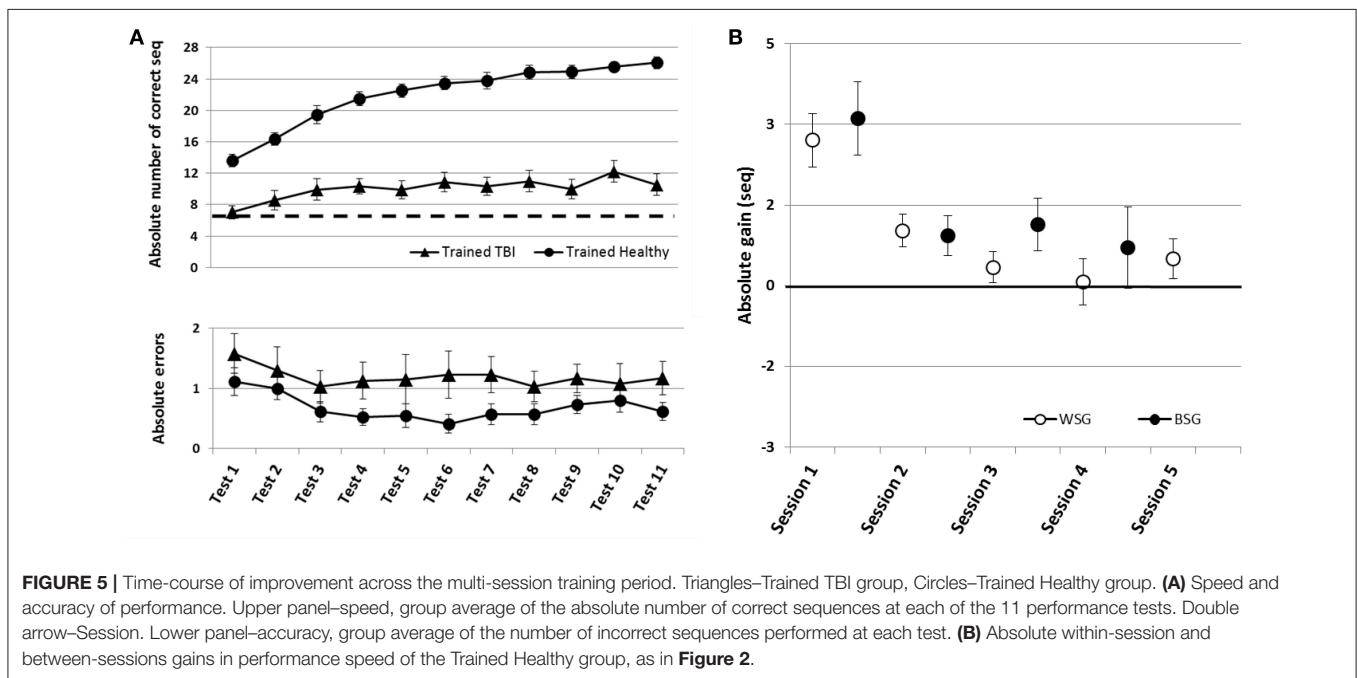 A
Absolute number of correct seq
28
24
20
16
12
8
4
0
Trained TBI
Trained Healthy
Absolute errors
2
1
0
Test 1
Test 2
Test 3
Test 4
Test 5
Test 6
Test 7
Test 8
Test 9
Test 10
Test 11
B
Absolute gain (seq)
5
3
2
0
-2
-3
WSG
BSG
Session 1
Session 2
Session 3
Session 4
Session 5
FIGURE 5 | Time-course of improvement across the multi-session training period. Triangles–Trained TBI group, Circles–Trained Healthy group. (A) Speed and
accuracy of performance. Upper panel–speed, group average of the absolute number of correct sequences at each of the 11 performance tests. Double
arrow–Session. Lower panel–accuracy, group average of the number of incorrect sequences performed at each test. (B) Absolute within-session and
between-sessions gains in performance speed of the Trained Healthy group, as in Figure 2.